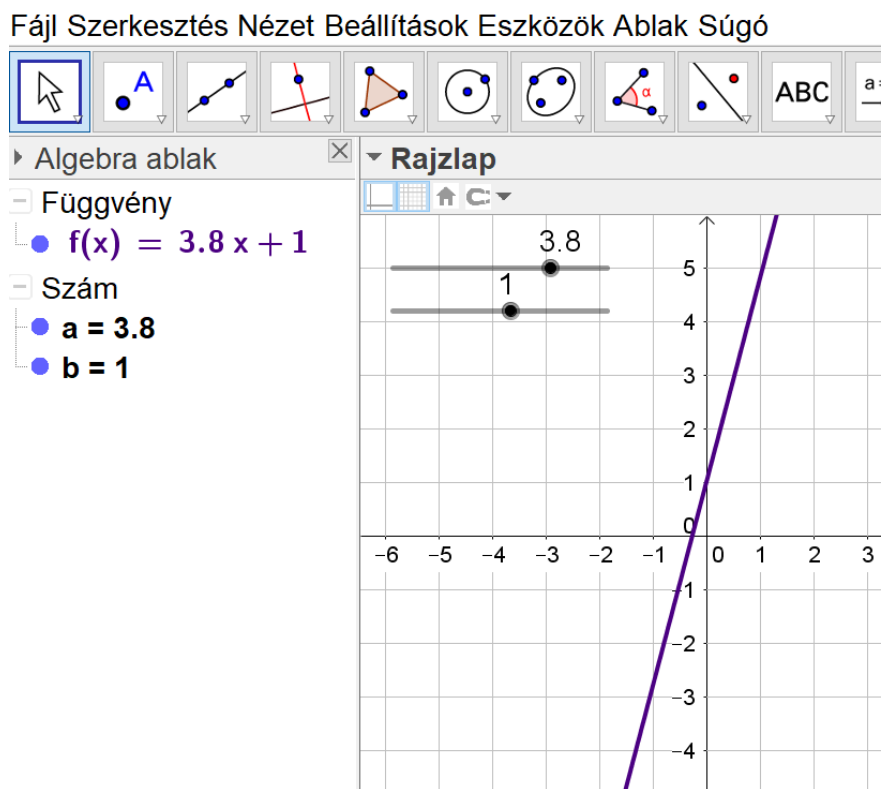 Fájl Szerkesztés Nézet Beállítások Eszközök Ablak Súgó
A
α
ABC
a=
Algebra ablak
Rajzlap
Függvény
f(x) = 3.8 x + 1
Szám
a = 3.8
b = 1
3.8
1
5
4
3
2
1
0
−6 −5 −4 −3 −2 −1 0 1 2 3
−1
−2
−3
−4